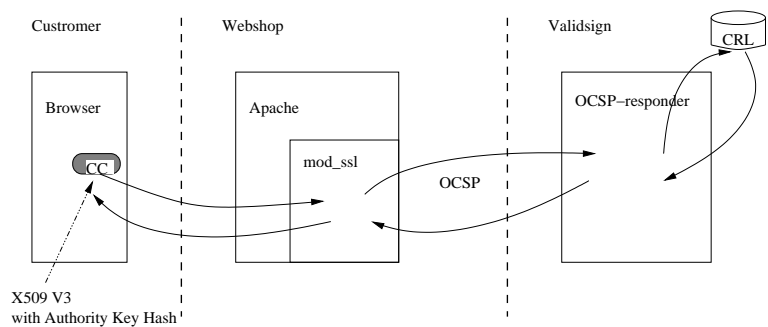 Custromer
Webshop
Validsign
CRL
Browser
Apache
OCSP−responder
CC
mod_ssl
OCSP
X509 V3
with Authority Key Hash